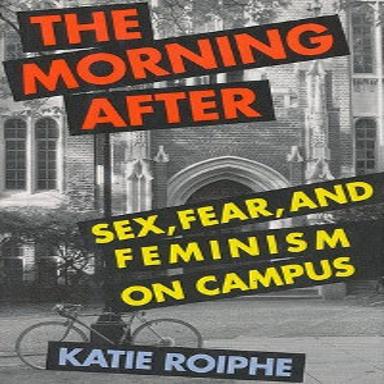 THE
MORNING
AFTER
SEX, FEAR, AND
FEMINISM
ON CAMPUS
KATIE ROIPHE